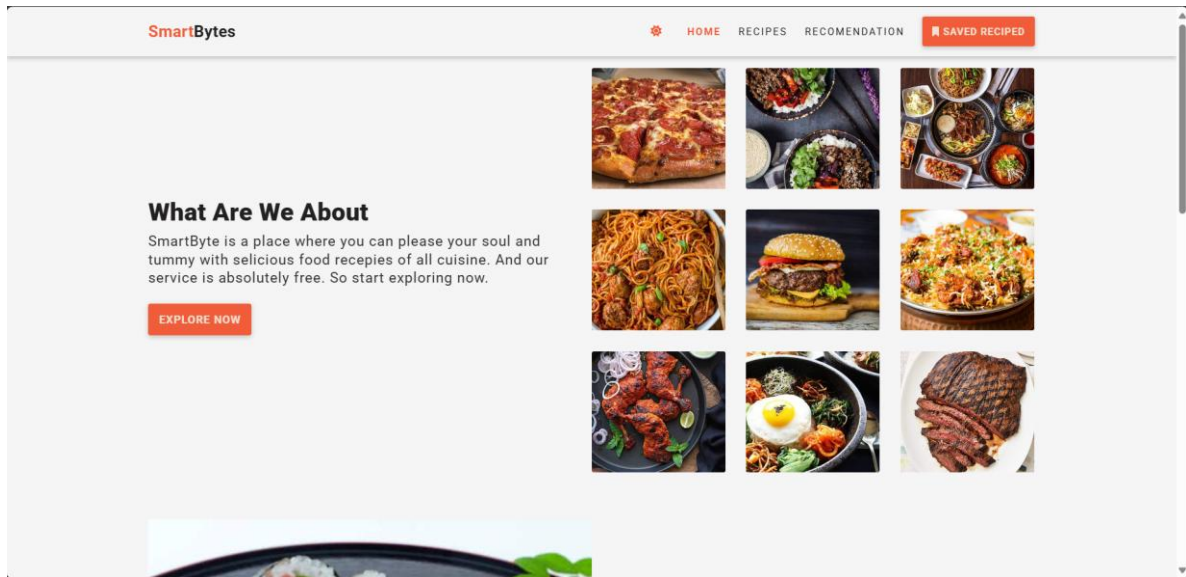 SmartBytes
HOME RECIPES RECOMENDATION SAVED RECIPED
What Are We About
SmartByte is a place where you can please your soul and
tummy with selicious food recepies of all cuisine. And our
service is absolutely free. So start exploring now.
EXPLORE NOW